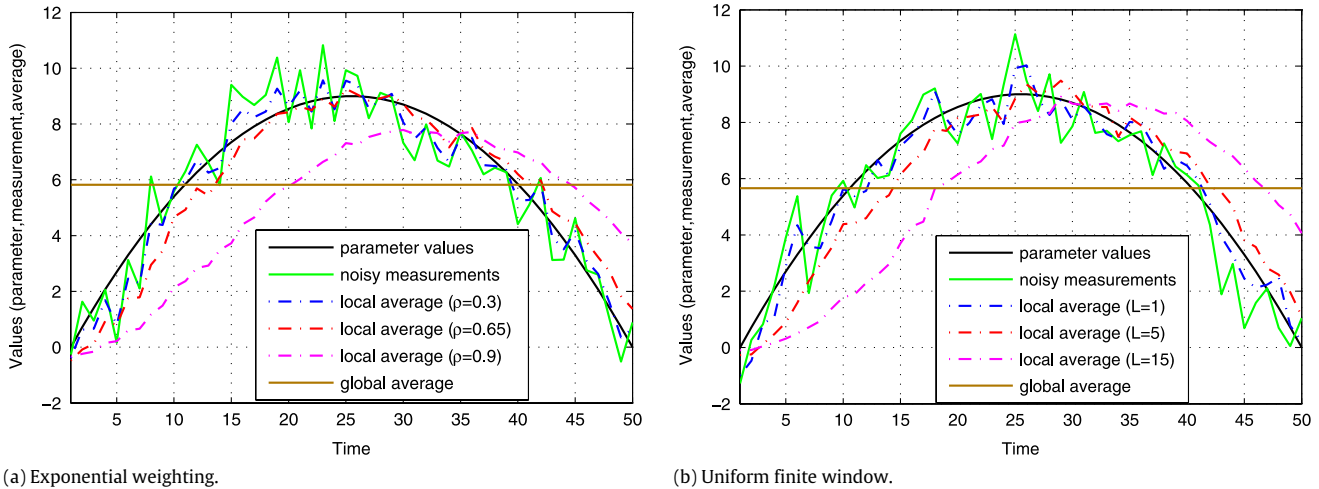 Values (parameter,measurement,average)
12
10
8
6
4
2
0
−2
parameter values
noisy measurements
local average (ρ=0.3)
local average (ρ=0.65)
local average (ρ=0.9)
global average
5 10 15 20 25 30 35 40 45 50
Time
(a) Exponential weighting.
Values (parameter,measurement,average)
12
10
8
6
4
2
0
−2
parameter values
noisy measurements
local average (L=1)
local average (L=5)
local average (L=15)
global average
5 10 15 20 25 30 35 40 45 50
Time
(b) Uniform finite window.